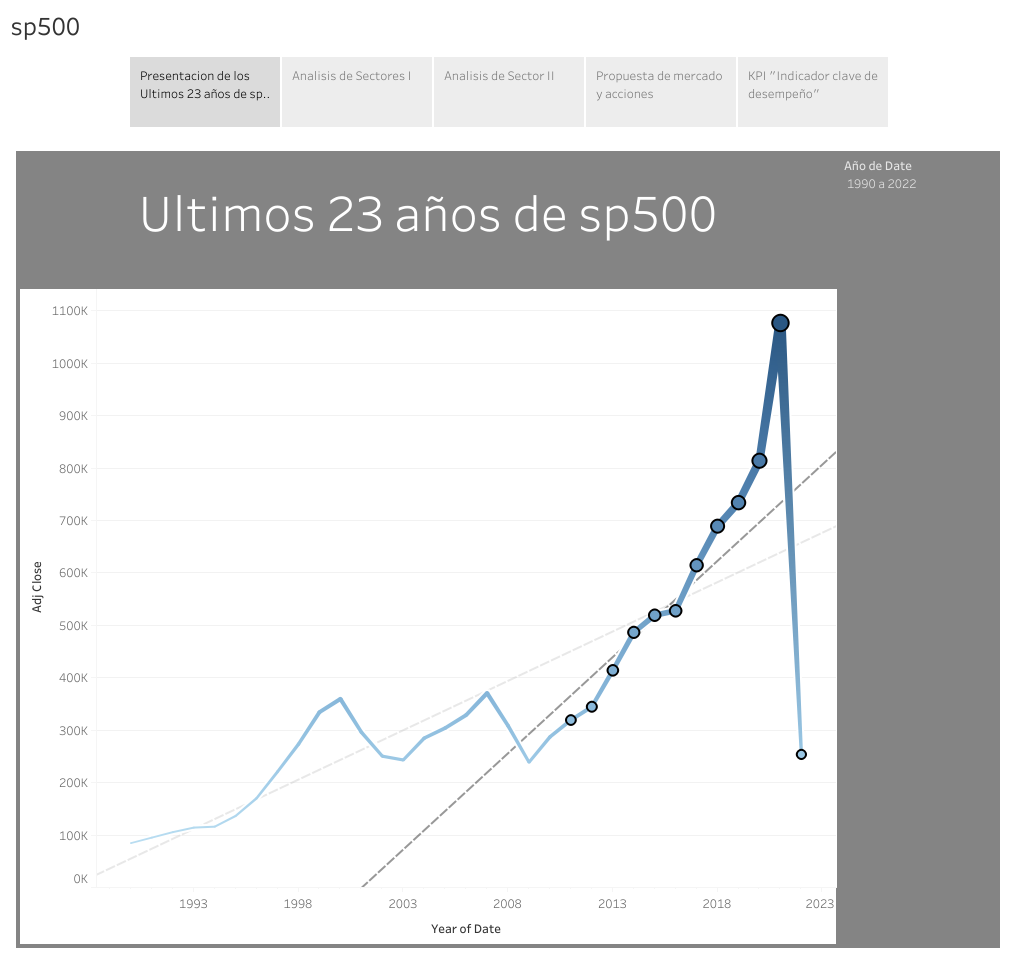 sp500
Presentacion de los
Ultimos 23 años de sp..
Analisis de Sectores I
Analisis de Sector II
Propuesta de mercado
y acciones
KPI "Indicador clave de
desempeño"
Año de Date
1990 a 2022
Ultimos 23 años de sp500
1100K
1000K
900K
800K
700K
600K
500K
400K
300K
200K
100K
0K
Adj Close
1993
1998
2003
2008
2013
2018
2023
Year of Date